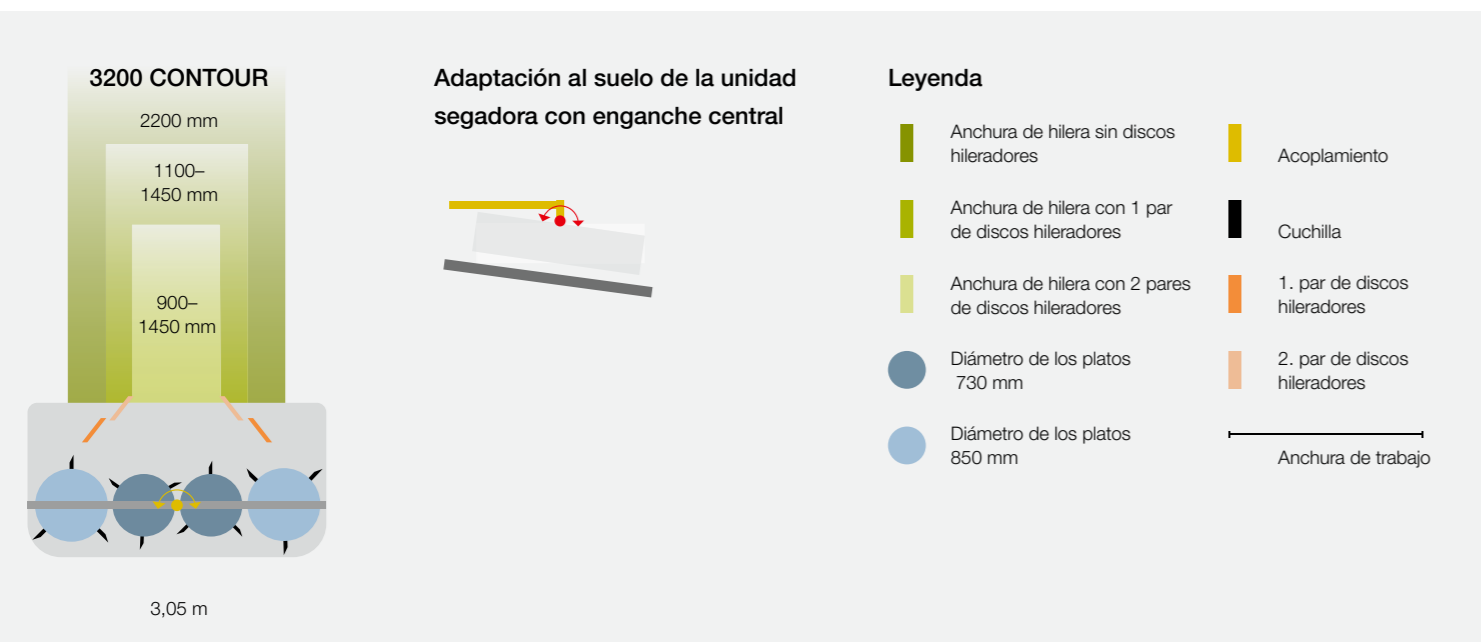 3200 CONTOUR
2200 mm
1100–
1450 mm
900–
1450 mm
3,05 m
Adaptación al suelo de la unidad
segadora con enganche central
Leyenda
Anchura de hilera sin discos
hileradores
Anchura de hilera con 1 par
de discos hileradores
Anchura de hilera con 2 pares
de discos hileradores
Diámetro de los platos
730 mm
Diámetro de los platos
850 mm
Acoplamiento
Cuchilla
1. par de discos
hileradores
2. par de discos
hileradores
Anchura de trabajo